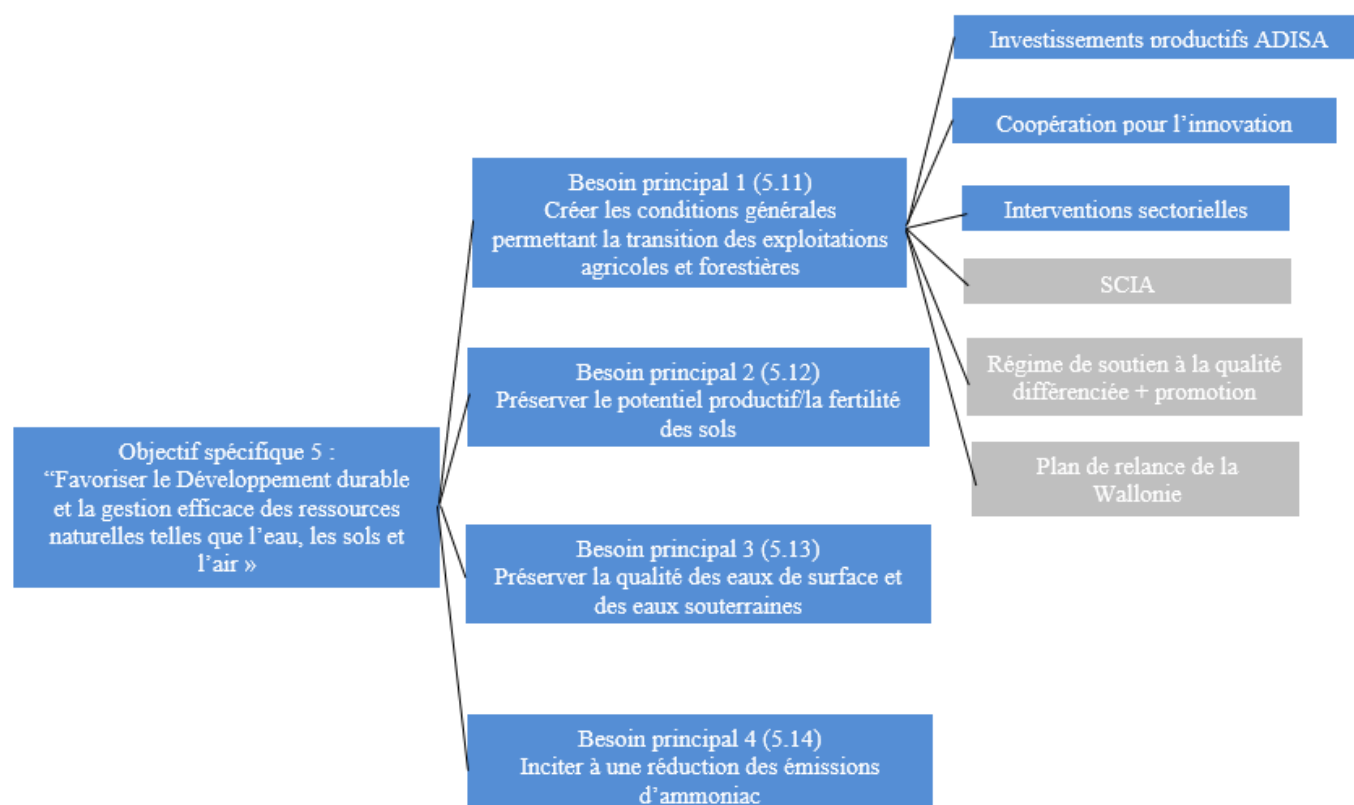 Objectif spécifique 5 :
“Favoriser le Développement durable
et la gestion efficace des ressources
naturelles telles que l’eau, les sols et
l’air »
Besoin principal 1 (5.11)
Créer les conditions générales
permettant la transition des exploitations
agricoles et forestières
Besoin principal 2 (5.12)
Préserver le potentiel productif/la fertilité
des sols
Besoin principal 3 (5.13)
Préserver la qualité des eaux de surface et
des eaux souterraines
Besoin principal 4 (5.14)
Inciter à une réduction des émissions
d’ammoniac
Investissements productifs ADISA
Coopération pour l’innovation
Interventions sectorielles
SCIA
Régime de soutien à la qualité
différenciée + promotion
Plan de relance de la
Wallonie